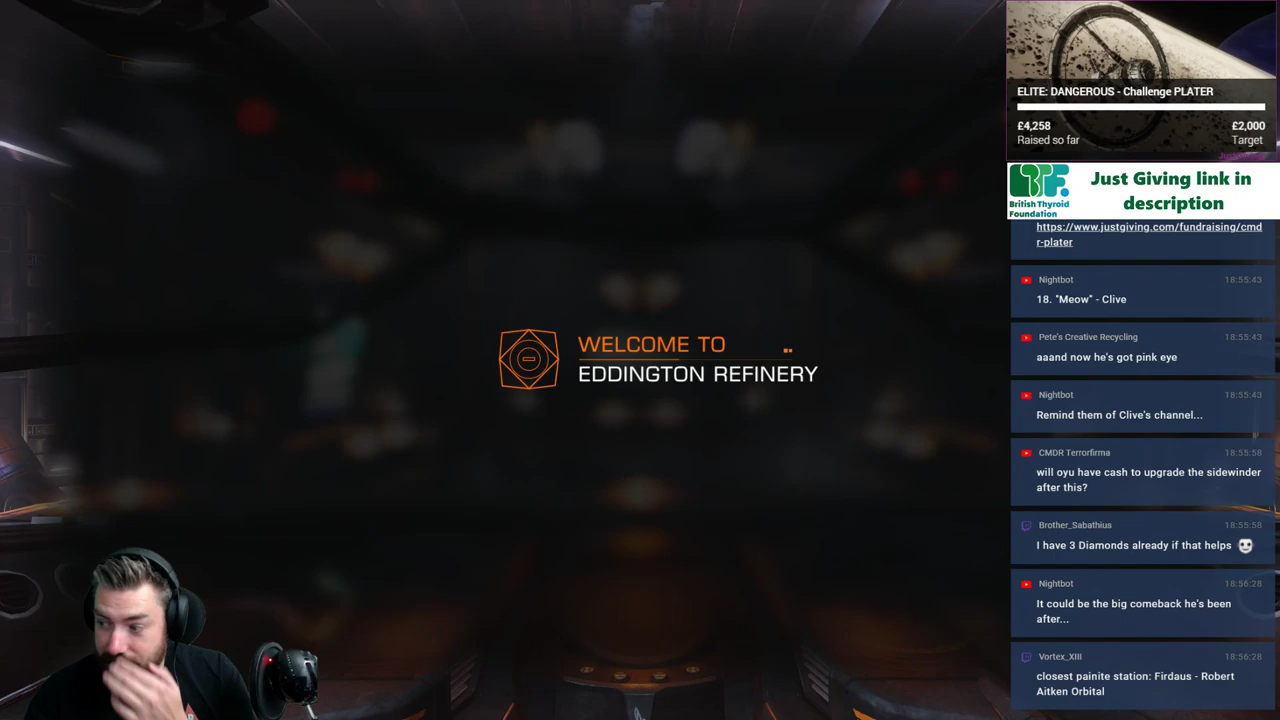 ELITE: DANGEROUS - Challenge PLATER
£4,258
£2,000
Raised so far
Target
JustGiving
BTF.
British Thyroid
Foundation
Just Giving link in
description
https://www.justgiving.com/fundraising/cmd
r-plater
Nightbot 18:55:43
18. "Meow" - Clive
Pete's Creative Recycling 18:55:43
aaand now he's got pink eye
Nightbot 18:55:43
Remind them of Clive's channel...
CMDR Terrorfirma 18:55:58
will oyu have cash to upgrade the sidewinder
after this?
Brother_Sabathius 18:55:58
I have 3 Diamonds already if that helps
Nightbot 18:56:28
It could be the big comeback he's been
after...
Vortex_XIII 18:56:28
closest painite station: Firdaus - Robert
Aitken Orbital
WELCOME TO
EDDINGTON REFINERY